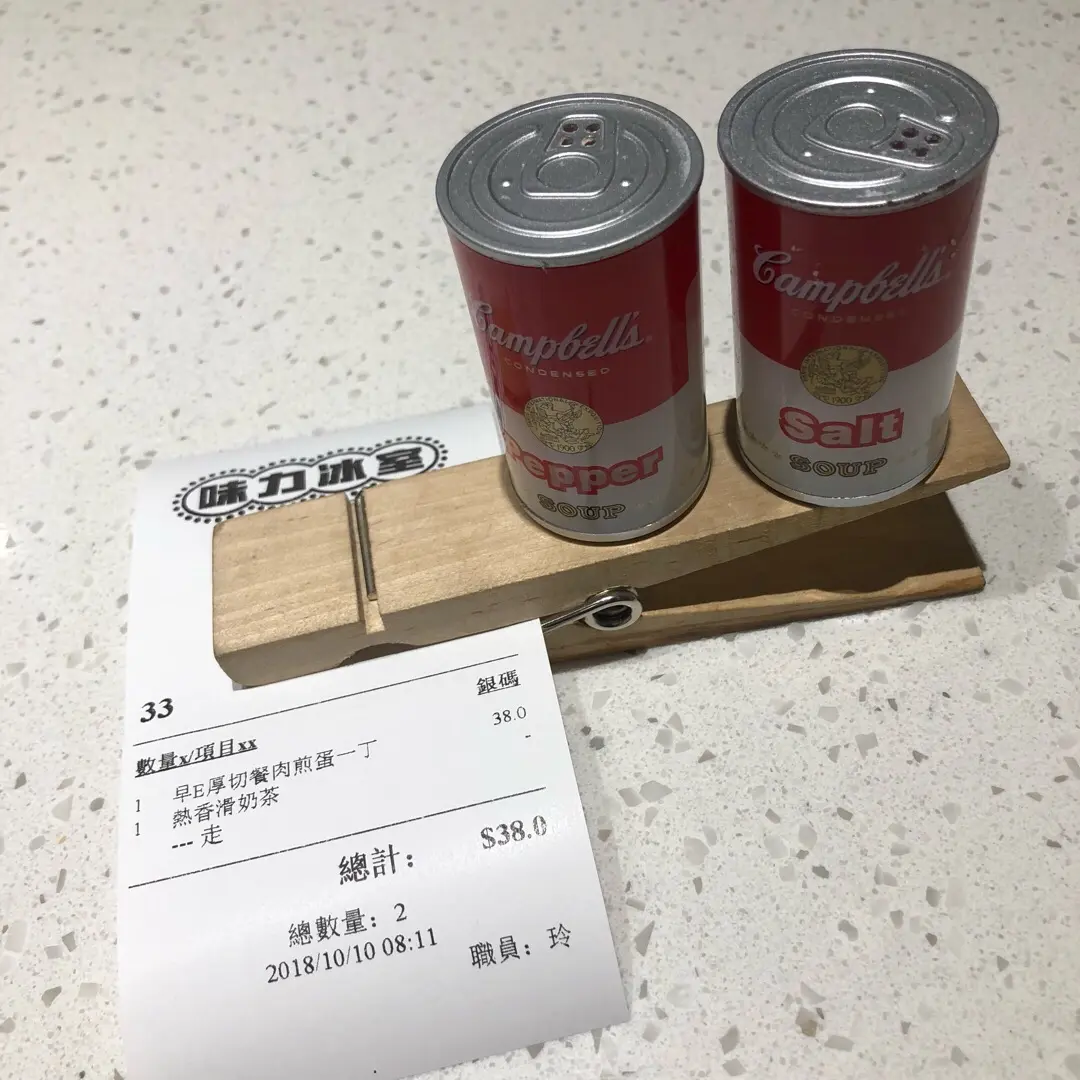 Campbell's
CONDENSED
Pepper
SOUP
Campbell's
CONDENSED
1900
Salt
SOUP
味力冰室
33
銀碼
數量x/項目xx
38.0
1 早E厚切餐肉煎蛋一丁
-
1 熱香滑奶茶
--- 走
總計： $38.0
總數量： 2
2018/10/10 08:11
職員： 玲